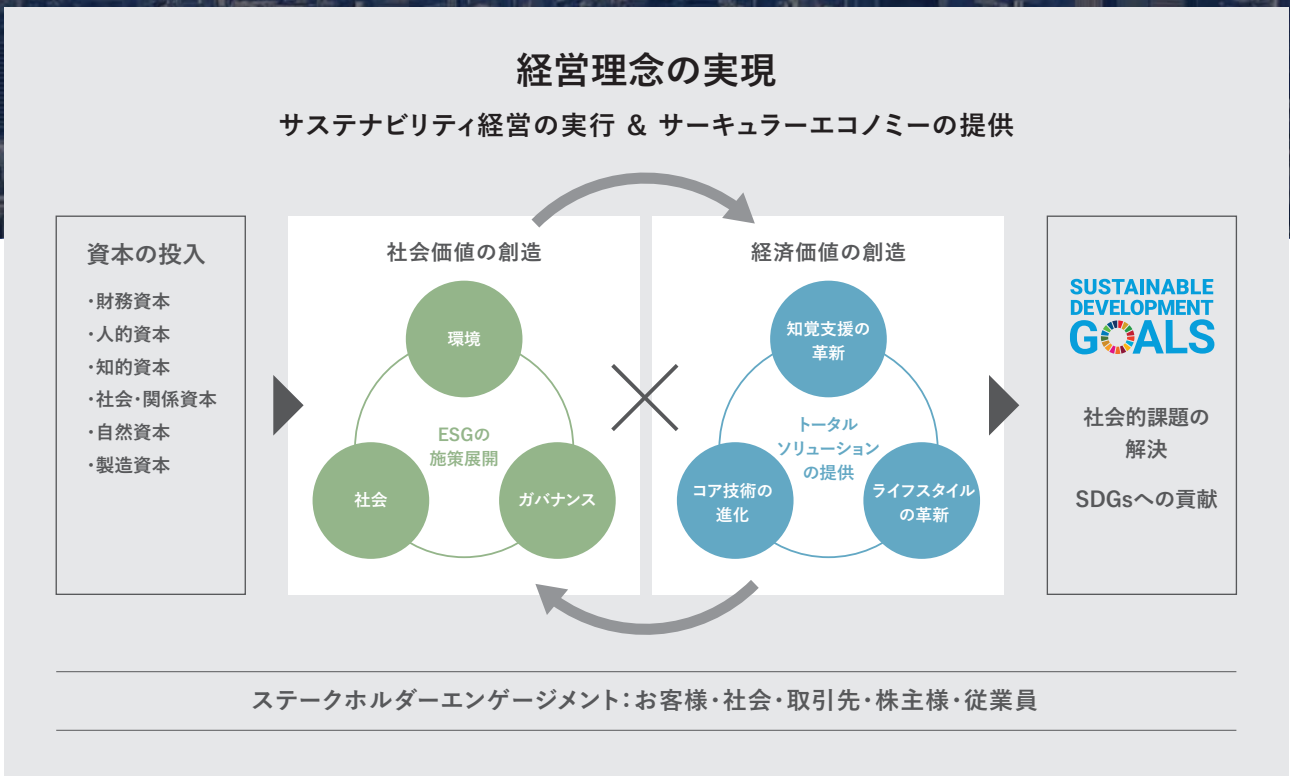 経営理念の実現
サステナビリティ経営の実行 & サーキュラーエコノミーの提供
資本の投入
・財務資本
・人的資本
・知的資本
・社会・関係資本
・自然資本
・製造資本
社会価値の創造
環境
ESGの
施策展開
社会
ガバナンス
経済価値の創造
知覚支援の
革新
トータル
ソリューション
の提供
コア技術の
進化
ライフスタイル
の革新
SUSTAINABLE
DEVELOPMENT
GOALS
社会的課題の
解決
SDGsへの貢献
ステークホルダーエンゲージメント：お客様・社会・取引先・株主様・従業員